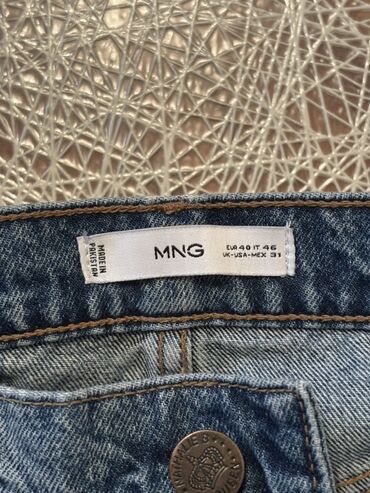 MADE IN
PAKISTAN
MNG
EUR 40 IT 46
UK-USA-MEX 31